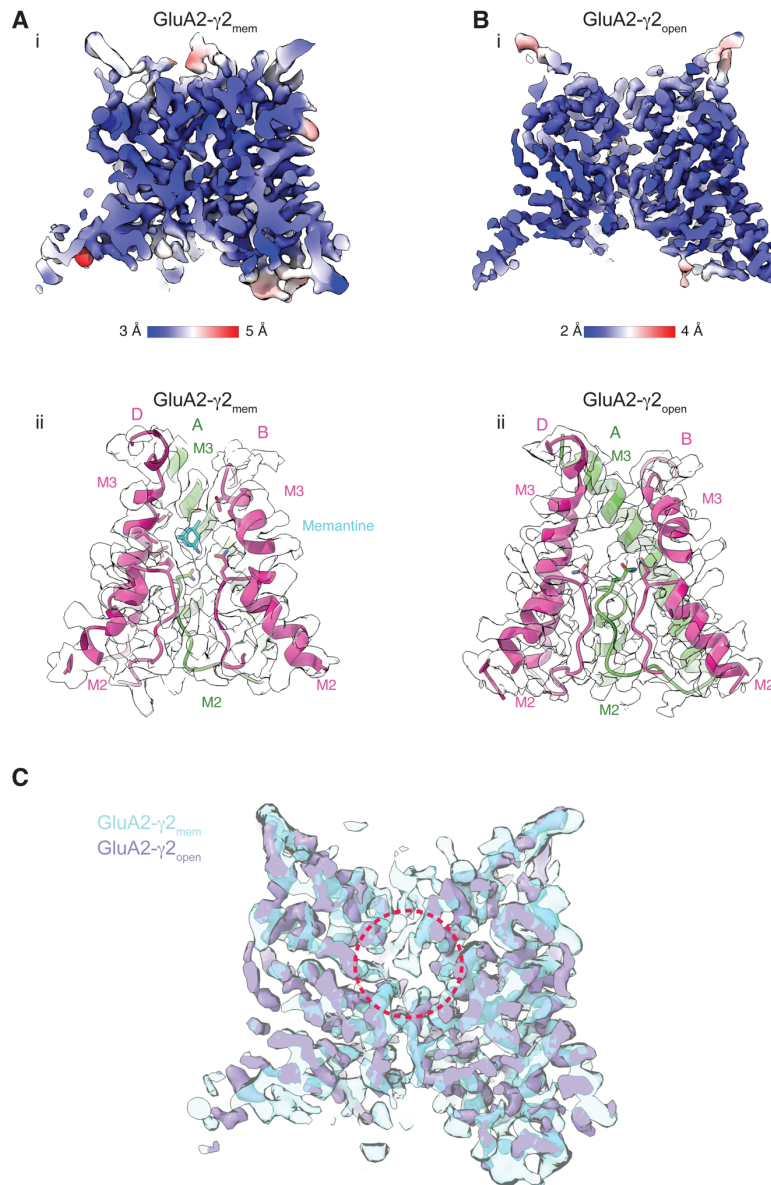 A
GluA2-γ2mem
i
3 Å
5 Å
B
GluA2-γ2open
i
2 Å
4 Å
ii
GluA2-γ2mem
D
A
B
M3
M3
M3
Memantine
M2
M2
M2
ii
GluA2-γ2open
D
A
B
M3
M3
M3
M2
M2
M2
C
GluA2-γ2mem
GluA2-γ2open